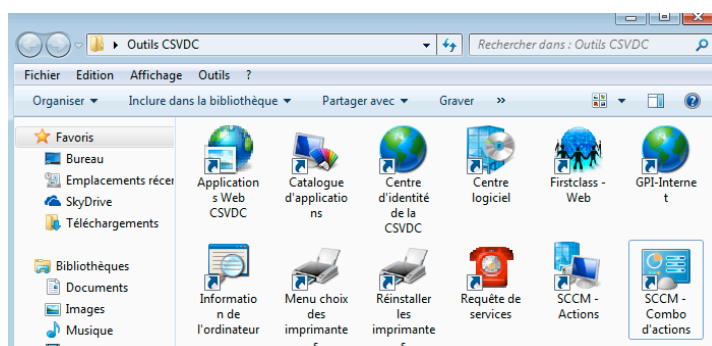 Outils CSVDC
Rechercher dans : Outils CSVDC
Fichier Edition Affichage Outils ?
Organiser Inclure dans la bibliothèque Partager avec Graver »
Favoris
Bureau
Emplacements récer
SkyDrive
Téléchargements
Bibliothèques
Documents
Images
Musique
Application
s Web
CSVDC
Catalogue
d'applicatio
ns
Centre
d'identité
de la
CSVDC
Centre
logiciel
Firstclass -
Web
GPI-Interne
t
Informatio
n de
l'ordinateur
Menu choix
des
imprimante
Réinstaller
les
imprimante
Requête de
services
SCCM -
Actions
SCCM -
Combo
d'actions